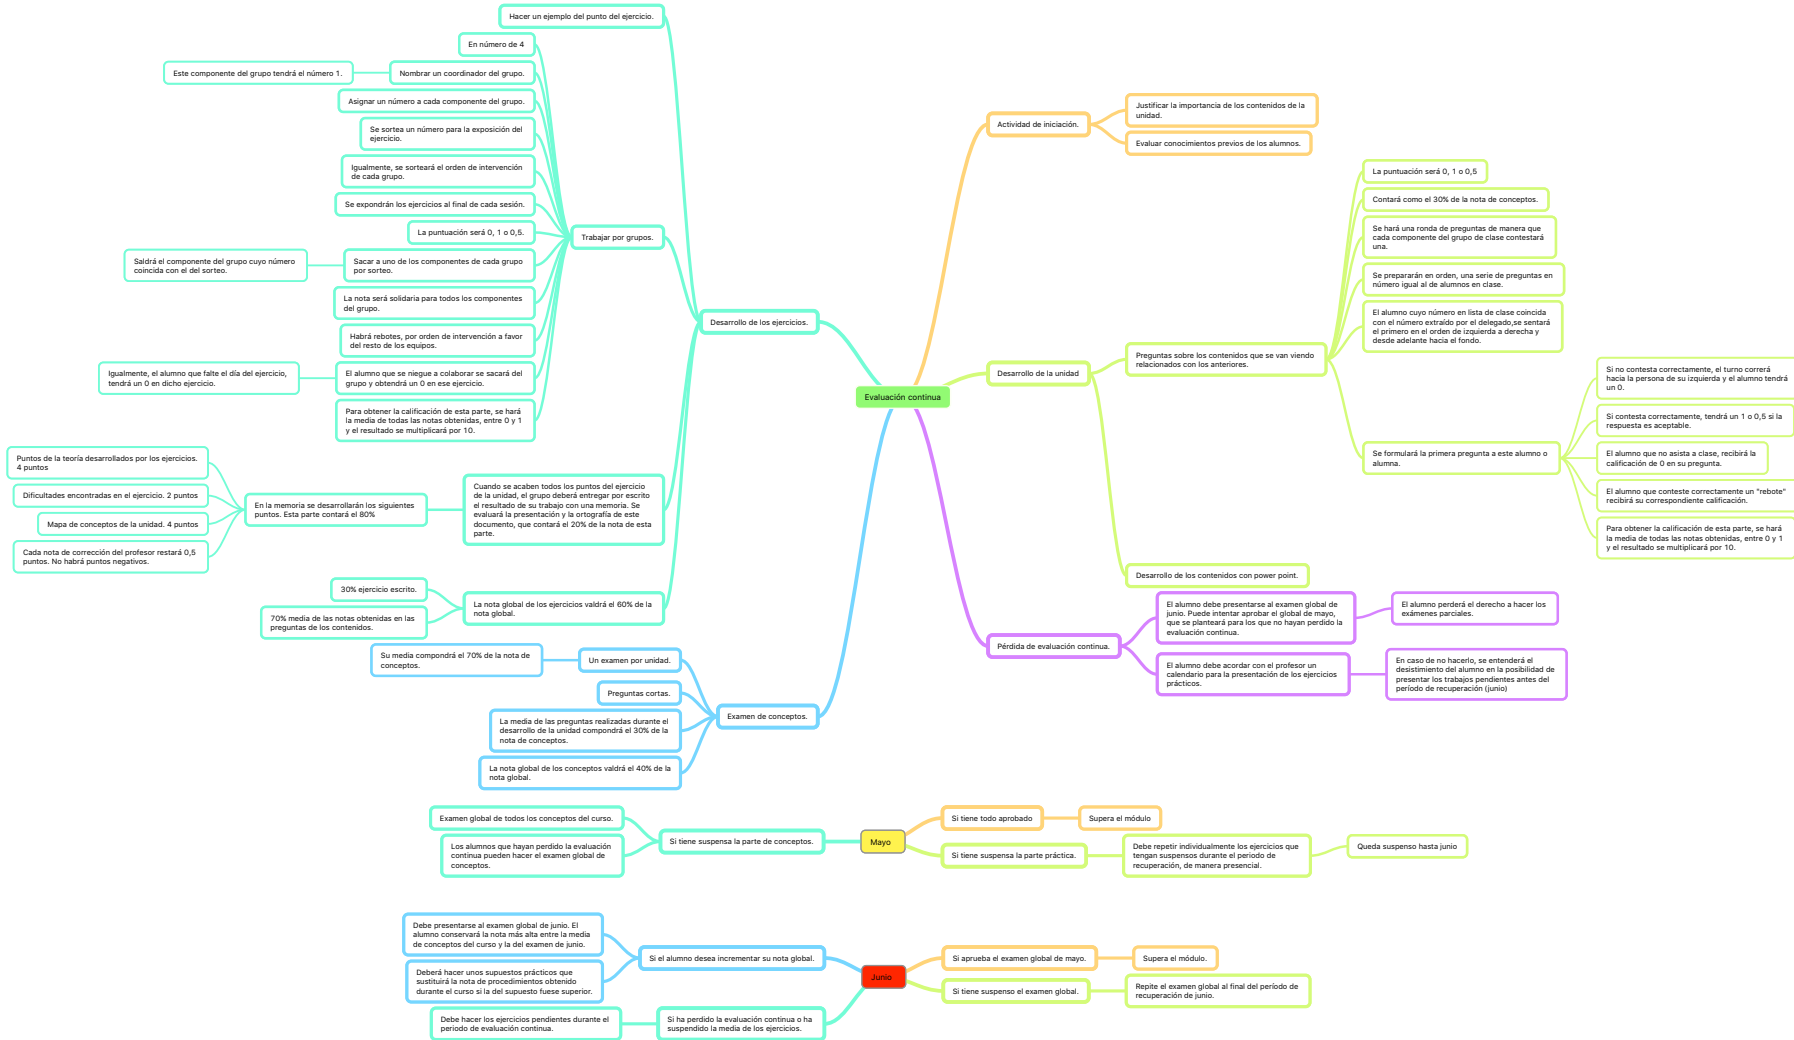 Hacer un ejemplo del punto del ejercicio.
En número de 4
Este componente del grupo tendrá el número 1.
Nombrar un coordinador del grupo.
Asignar un número a cada componente del grupo.
Se sortea un número para la exposición del
ejercicio.
Igualmente, se sorteará el orden de intervención
de cada grupo.
Se expondrán los ejercicios al final de cada sesión.
La puntuación será 0, 1 o 0,5.
Saldrá el componente del grupo cuyo número
coincida con el del sorteo.
Sacar a uno de los componentes de cada grupo
por sorteo.
La nota será solidaria para todos los componentes
del grupo.
Habrá rebotes, por orden de intervención a favor
del resto de los equipos.
Igualmente, el alumno que falte el día del ejercicio,
tendrá un 0 en dicho ejercicio.
El alumno que se niegue a colaborar se sacará del
grupo y obtendrá un 0 en ese ejercicio.
Para obtener la calificación de esta parte, se hará
la media de todas las notas obtenidas, entre 0 y 1
y el resultado se multiplicará por 10.
Trabajar por grupos.
Desarrollo de los ejercicios.
Puntos de la teoría desarrollados por los ejercicios.
4 puntos
Dificultades encontradas en el ejercicio. 2 puntos
Mapa de conceptos de la unidad. 4 puntos
Cada nota de corrección del profesor restará 0,5
puntos. No habrá puntos negativos.
En la memoria se desarrollarán los siguientes
puntos. Esta parte contará el 80%
Cuando se acaben todos los puntos del ejercicio
de la unidad, el grupo deberá entregar por escrito
el resultado de su trabajo con una memoria. Se
evaluará la presentación y la ortografía de este
documento, que contará el 20% de la nota de esta
parte.
30% ejercicio escrito.
70% media de las notas obtenidas en las
preguntas de los contenidos.
La nota global de los ejercicios valdrá el 60% de la
nota global.
Su media compondrá el 70% de la nota de
conceptos.
Un examen por unidad.
Preguntas cortas.
La media de las preguntas realizadas durante el
desarrollo de la unidad compondrá el 30% de la
nota de conceptos.
La nota global de los conceptos valdrá el 40% de la
nota global.
Examen de conceptos.
Evaluación continua
Actividad de iniciación.
Justificar la importancia de los contenidos de la
unidad.
Evaluar conocimientos previos de los alumnos.
Desarrollo de la unidad
Preguntas sobre los contenidos que se van viendo
relacionados con los anteriores.
La puntuación será 0, 1 o 0,5
Contará como el 30% de la nota de conceptos.
Se hará una ronda de preguntas de manera que
cada componente del grupo de clase contestará
una.
Se prepararán en orden, una serie de preguntas en
número igual al de alumnos en clase.
El alumno cuyo número en lista de clase coincida
con el número extraído por el delegado,se sentará
el primero en el orden de izquierda a derecha y
desde adelante hacia el fondo.
Se formulará la primera pregunta a este alumno o
alumna.
Si no contesta correctamente, el turno correrá
hacia la persona de su izquierda y el alumno tendrá
un 0.
Si contesta correctamente, tendrá un 1 o 0,5 si la
respuesta es aceptable.
El alumno que no asista a clase, recibirá la
calificación de 0 en su pregunta.
El alumno que conteste correctamente un "rebote"
recibirá su correspondiente calificación.
Para obtener la calificación de esta parte, se hará
la media de todas las notas obtenidas, entre 0 y 1
y el resultado se multiplicará por 10.
Desarrollo de los contenidos con power point.
Pérdida de evaluación continua.
El alumno debe presentarse al examen global de
junio. Puede intentar aprobar el global de mayo,
que se planteará para los que no hayan perdido la
evaluación continua.
El alumno perderá el derecho a hacer los
exámenes parciales.
El alumno debe acordar con el profesor un
calendario para la presentación de los ejercicios
prácticos.
En caso de no hacerlo, se entenderá el
desistimiento del alumno en la posibilidad de
presentar los trabajos pendientes antes del
período de recuperación (junio)
Examen global de todos los conceptos del curso.
Los alumnos que hayan perdido la evaluación
continua pueden hacer el examen global de
conceptos.
Si tiene suspensa la parte de conceptos.
Mayo
Si tiene todo aprobado
Supera el módulo
Si tiene suspensa la parte práctica.
Debe repetir individualmente los ejercicios que
tengan suspensos durante el periodo de
recuperación, de manera presencial.
Queda suspenso hasta junio
Debe presentarse al examen global de junio. El
alumno conservará la nota más alta entre la media
de conceptos del curso y la del examen de junio.
Deberá hacer unos supuestos prácticos que
sustituirá la nota de procedimientos obtenido
durante el curso si la del supuesto fuese superior.
Si el alumno desea incrementar su nota global.
Debe hacer los ejercicios pendientes durante el
periodo de evaluación continua.
Si ha perdido la evaluación continua o ha
suspendido la media de los ejercicios.
Junio
Si aprueba el examen global de mayo.
Supera el módulo.
Si tiene suspenso el examen global.
Repite el examen global al final del período de
recuperación de junio.